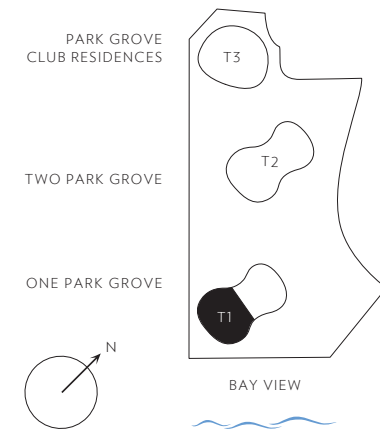 PARK GROVE
CLUB RESIDENCES
T3
TWO PARK GROVE
T2
ONE PARK GROVE
T1
N
BAY VIEW